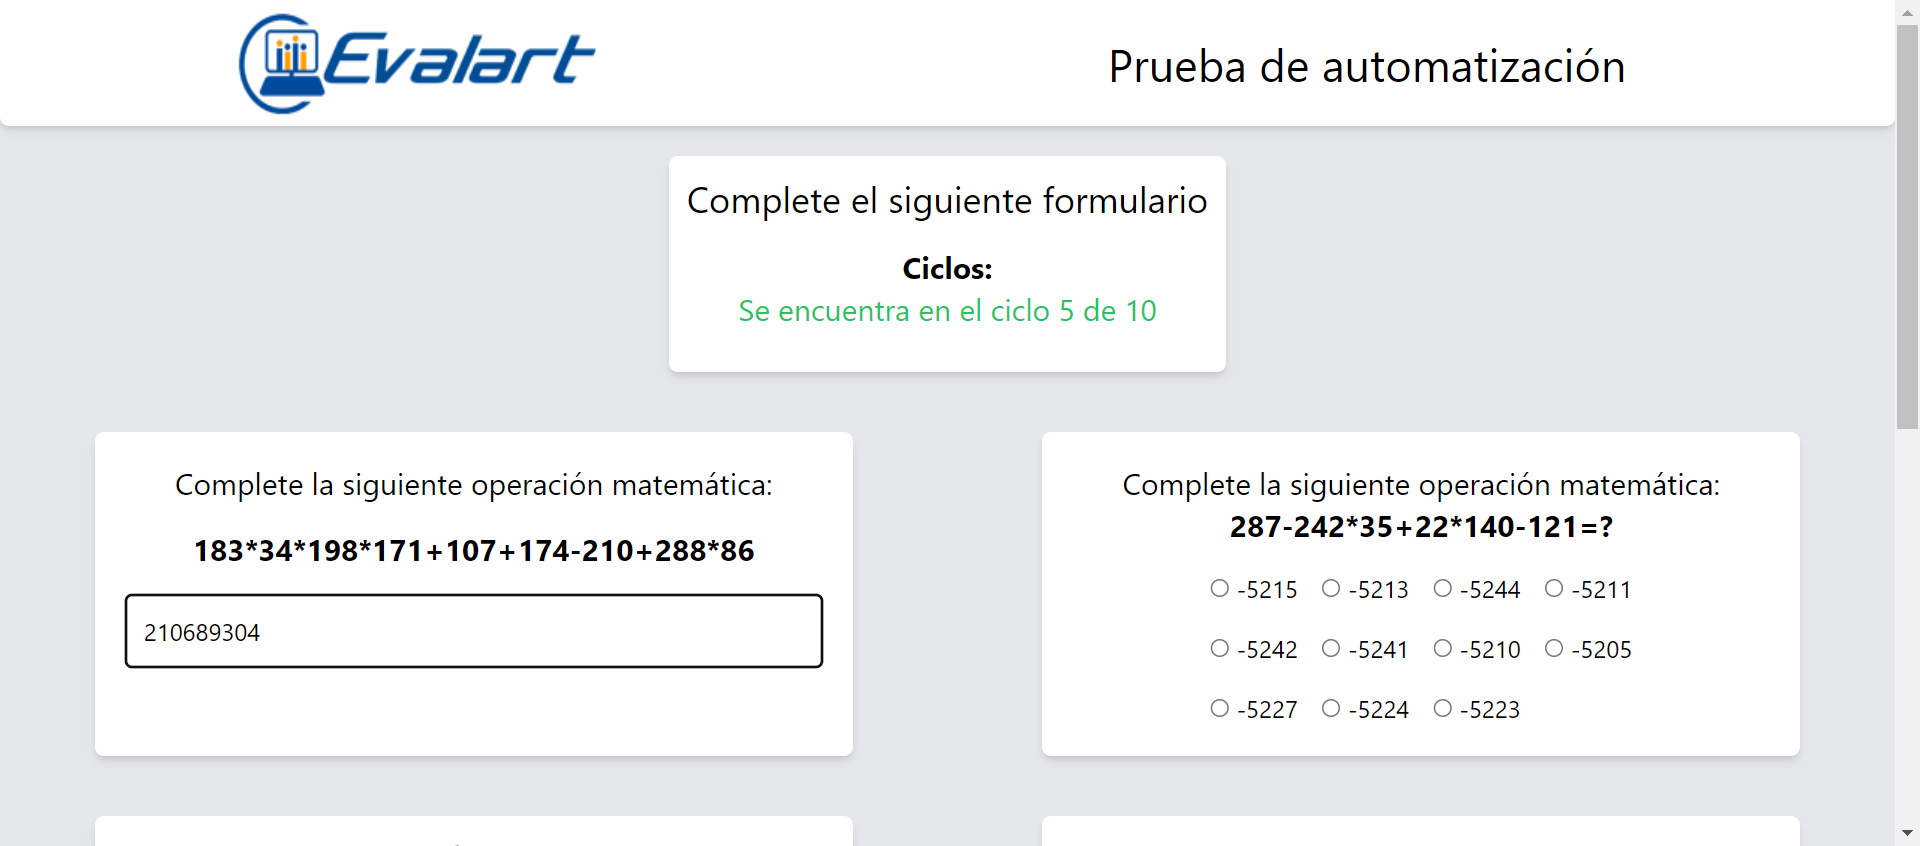 Evalart
Prueba de automatización
Complete el siguiente formulario
Ciclos:
Se encuentra en el ciclo 5 de 10
Complete la siguiente operación matemática:
183*34*198*171+107+174-210+288*86
210689304
Complete la siguiente operación matemática:
287-242*35+22*140-121=?
-5215 -5213 -5244 -5211
-5242 -5241 -5210 -5205
-5227 -5224 -5223